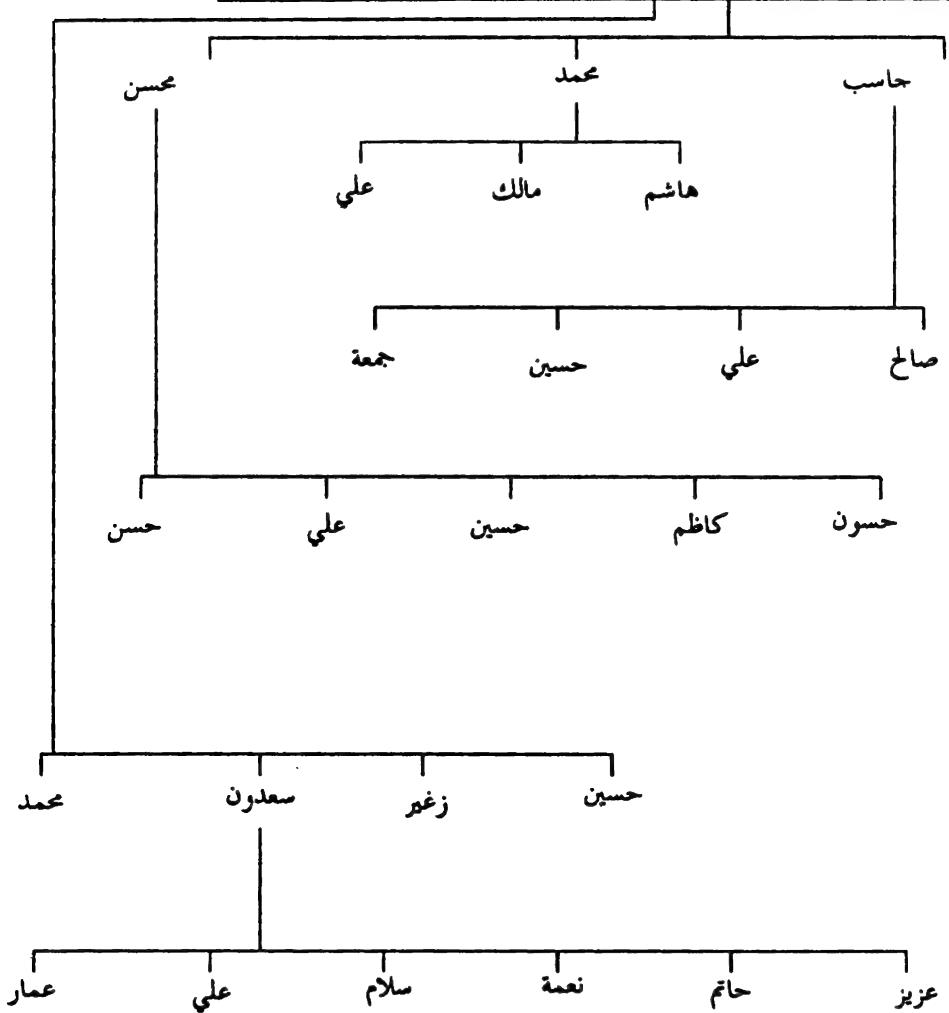 حاسب محمد محسن
هاشم مالك علي
صالح علي حسين جمعة
حسون كاظم حسين علي حسن
حسين زغير سعدون محمد
عزيز حاتم نعمة سلام علي عمار